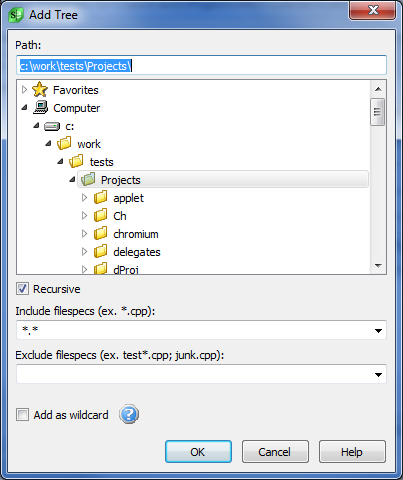 Add Tree
Path:
c:\work\tests\Projects\
Favorites
Computer
c:
work
tests
Projects
applet
Ch
chromium
delegates
dProj
Recursive
Include filespecs (ex. *.cpp):
*.*
Exclude filespecs (ex. test*.cpp; junk.cpp):
Add as wildcard
OK Cancel Help